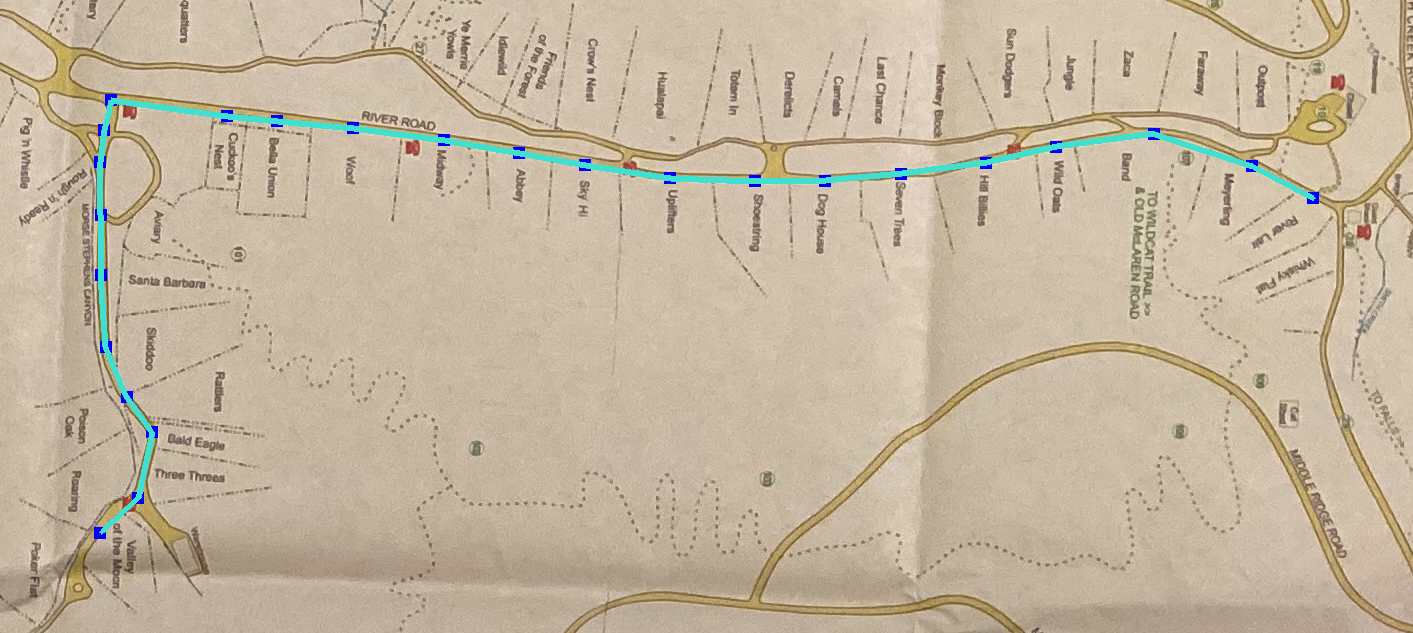 Ye Merrie
Yowls
Idlewild
Friends
of the Forest
Crow's Nest
Hualapai
Totem In
Derelicts
Camels
Last Chance
Monkey Block
Sun Dodgers
Jungle
Zaca
Faraway
Outpost
27
RIVER ROAD
Pig 'n Whistle
Rough 'n Ready
Cuckoo's
Nest
Bella Union
Woof
Midway
Abbey
Sky Hi
Uplifters
Shoestring
Dog House
Seven Trees
Hill Billies
Wild Oats
Band
Meyerling
River Lair
Whisky Flat
TO WILDCAT TRAIL >>
& OLD McLAREN ROAD
MORSE STEPHENS CANYON
Aviary
Santa Barbara
Skiddoo
Rattlers
Poison
Oak
Bald Eagle
Three Threes
Roaring
Valley
of the Moon
Poker Flat
MIDDLE RIDGE ROAD
TO FALLS >>